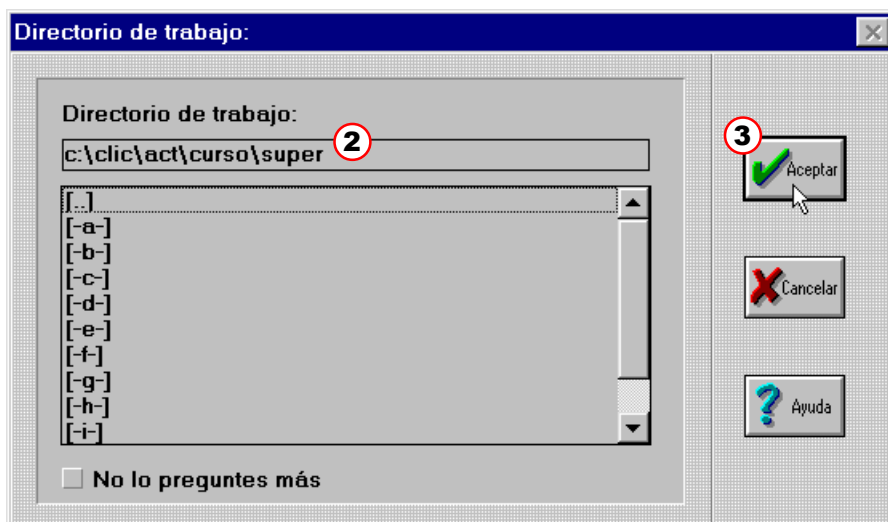 Directorio de trabajo:
Directorio de trabajo:
2
c:\clic\act\curso\super
[..]
[-a-]
[-b-]
[-c-]
[-d-]
[-e-]
[-f-]
[-g-]
[-h-]
[-i-]
No lo preguntes más
3
Aceptar
Cancelar
? Ayuda